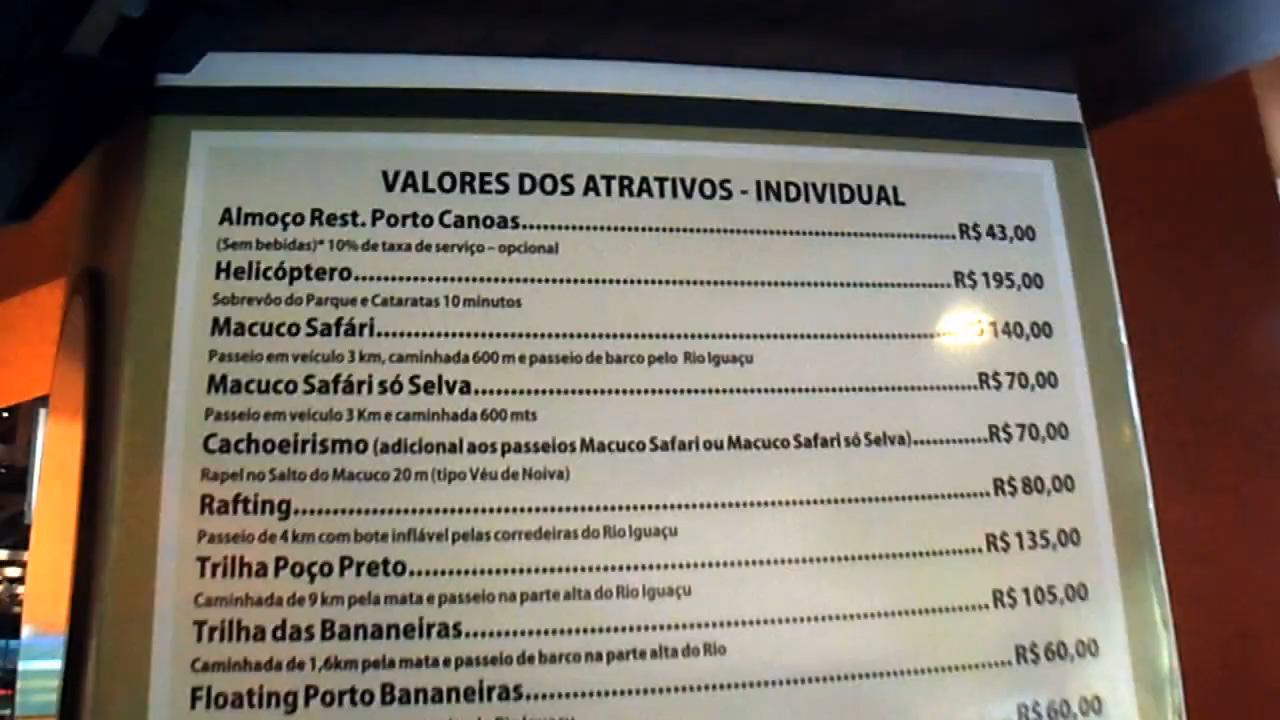 VALORES DOS ATRATIVOS - INDIVIDUAL
Almoço Rest. Porto Canoas........R$ 43,00
(Sem bebidas)* 10% de taxa de serviço – opcional
Helicóptero........R$ 195,00
Sobrevôo do Parque e Cataratas 10 minutos
Macuco Safári........140,00
Passeio em veículo 3 km, caminhada 600 m e passeio de barco pelo Rio Iguaçu
Macuco Safári só Selva........R$ 70,00
Passeio em veiculo 3 Km e caminhada 600 mts
Cachoeirismo (adicional aos passeios Macuco Safari ou Macuco Safari só Selva)........R$ 70,00
Rapel no Salto do Macuco 20 m (tipo Véu de Noiva)
Rafting........R$ 80,00
Passeio de 4 km com bote inflável pelas corredeiras do Rio Iguaçu
Trilha Poço Preto........R$ 135,00
Caminhada de 9 km pela mata e passeio na parte alta do Rio Iguaçu
Trilha das Bananeiras........R$ 105,00
Caminhada de 1,6km pela mata e passeio de barco na parte alta do Rio
Floating Porto Bananeiras........R$ 60,00
R$ 60,00